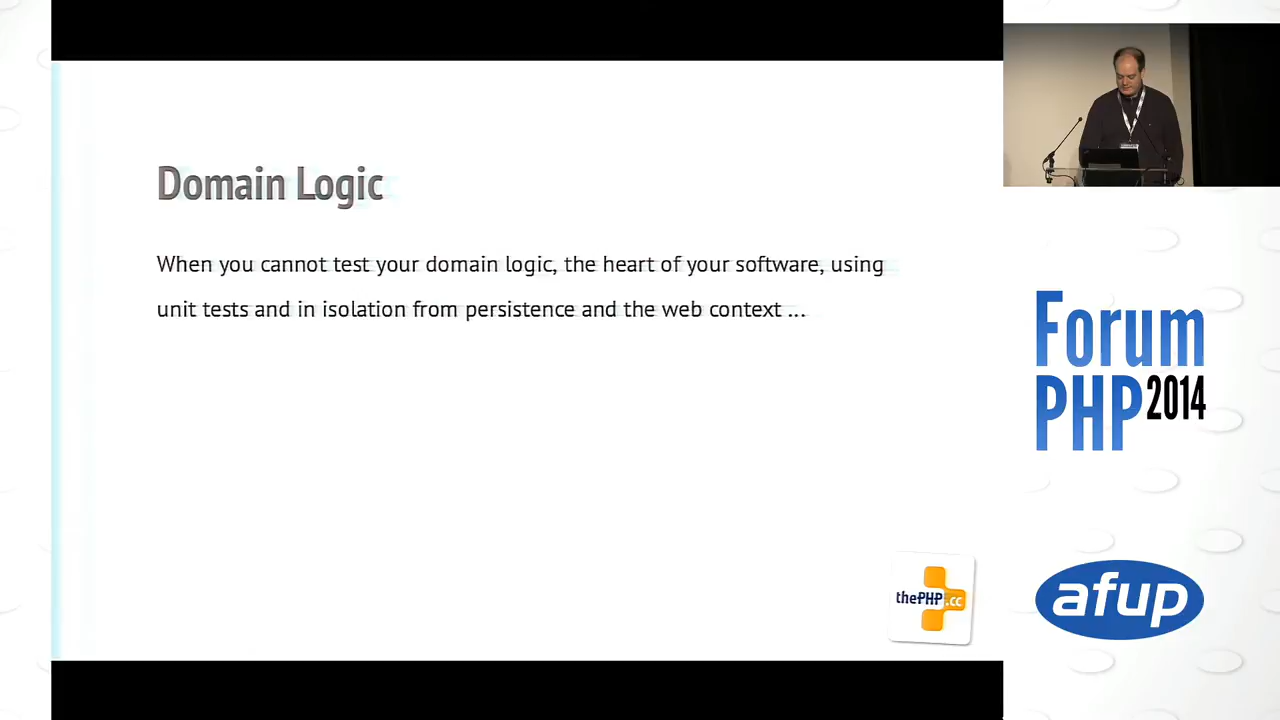 Domain Logic
When you cannot test your domain logic, the heart of your software, using
unit tests and in isolation from persistence and the web context ...
thePHP.cc
Forum
PHP 2014
afup